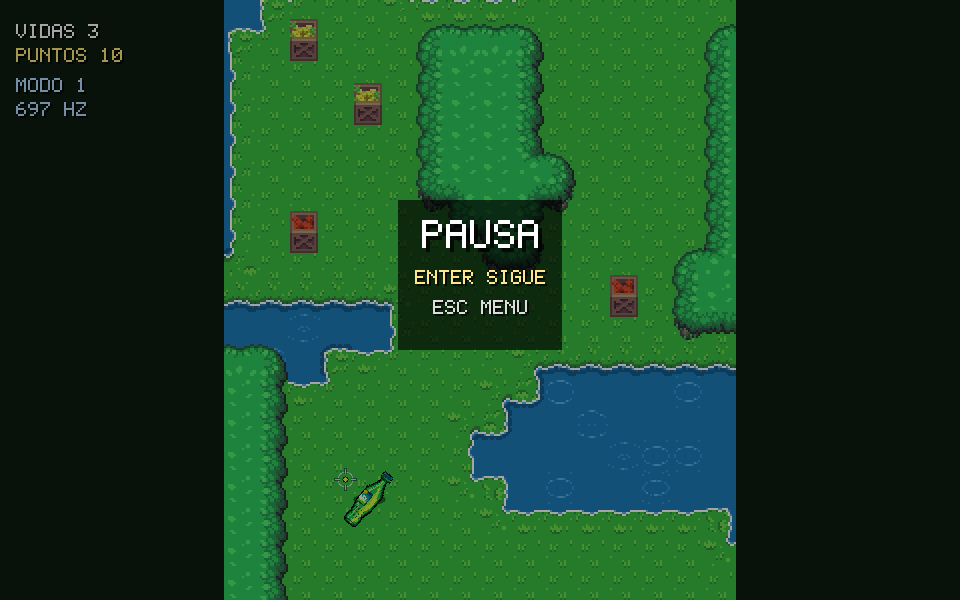 VIDAS 3
PUNTOS 10
MODO 1
697 HZ
PAUSA
ENTER SIGUE
ESC MENU